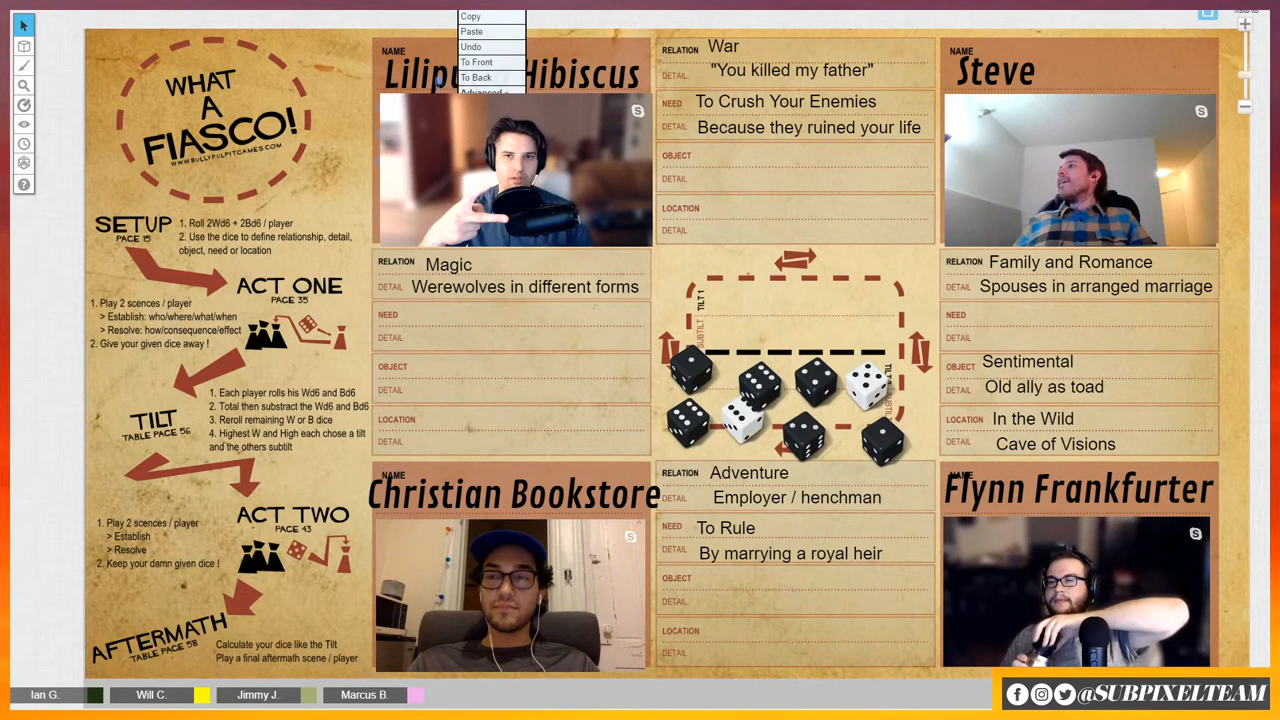 Copy
Paste
Undo
To Front
To Back
WHAT
A
FIASCO!
WWW.BULLYPULPITGAMES.COM
SETUP
PAGE 15
1. Roll 2Wd6 + 2Bd6 / player
2. Use the dice to define relationship, detail,
object, need or location
ACT ONE
PAGE 35
1. Play 2 scences / player
> Establish: who/where/what/when
> Resolve: how/consequence/effect
2. Give your given dice away !
TILT
TABLE PAGE 56
1. Each player rolls his Wd6 and Bd6
2. Total then substract the Wd6 and Bd6
3. Reroll remaining W or B dice
4. Highest W and High each chose a tilt
and the others subtilt
ACT TWO
PAGE 43
1. Play 2 scences / player
> Establish
> Resolve
2. Keep your damn given dice !
AFTERMATH
TABLE PAGE 58
Calculate your dice like the Tilt
Play a final aftermath scene / player
NAME
Hibiscus
RELATION War
DETAIL "You killed my father"
NEED To Crush Your Enemies
DETAIL Because they ruined your life
OBJECT
DETAIL
LOCATION
DETAIL
NAME
Steve
RELATION Magic
DETAIL Werewolves in different forms
NEED
DETAIL
OBJECT
DETAIL
LOCATION
DETAIL
TILT 1
SUBTILT
RELATION Family and Romance
DETAIL Spouses in arranged marriage
NEED
DETAIL
OBJECT Sentimental
DETAIL Old ally as toad
LOCATION In the Wild
DETAIL Cave of Visions
NAME
Christian Bookstore
RELATION Adventure
DETAIL Employer / henchman
NEED To Rule
DETAIL By marrying a royal heir
OBJECT
DETAIL
LOCATION
DETAIL
NAME
Flynn Frankfurter
Ian G.
Will C.
Jimmy J.
Marcus B.
@SUBPIXELTEAM